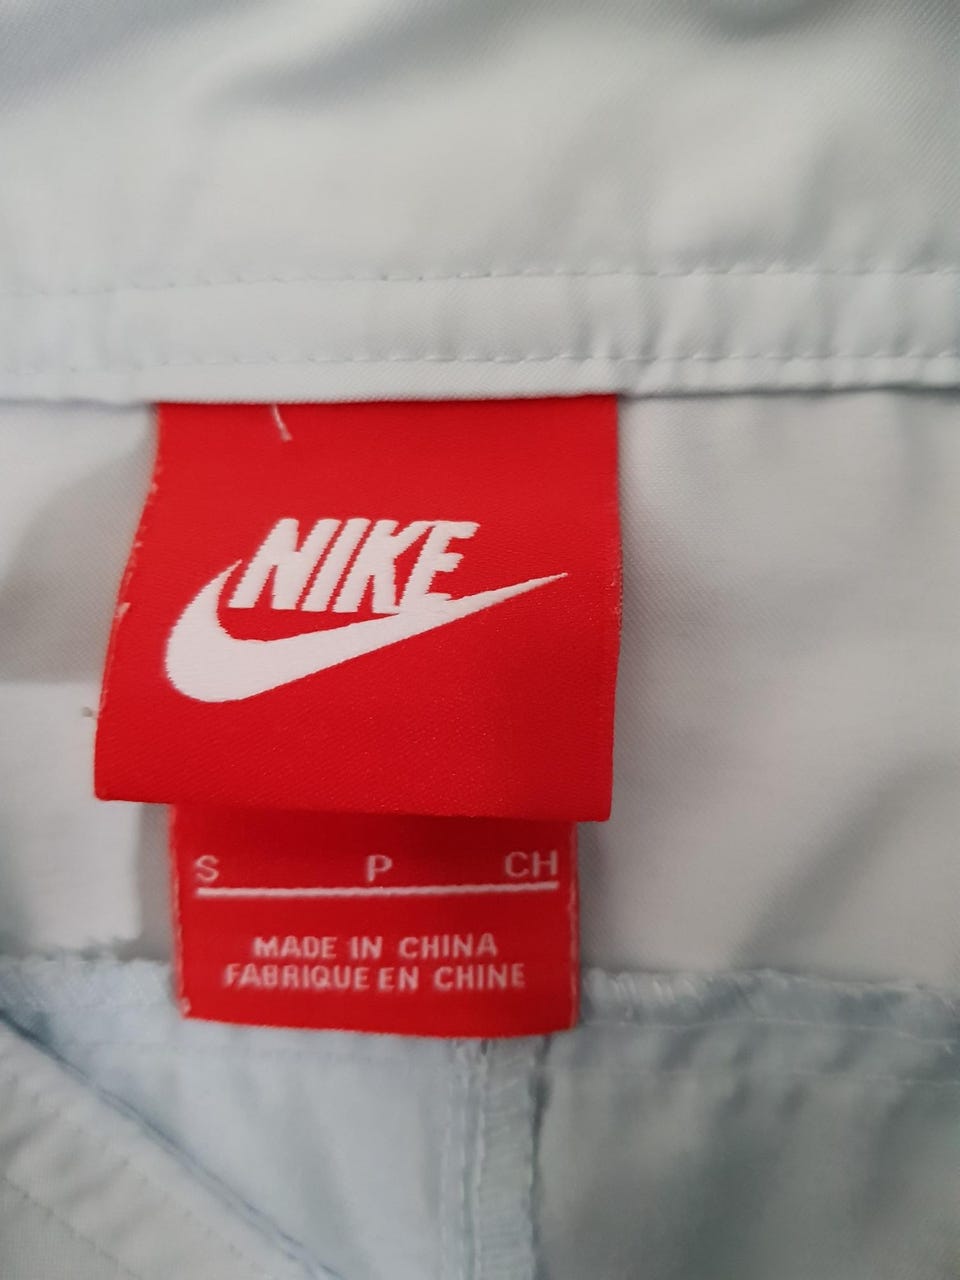 NIKE
S P CH
MADE IN CHINA
FABRIQUE EN CHINE